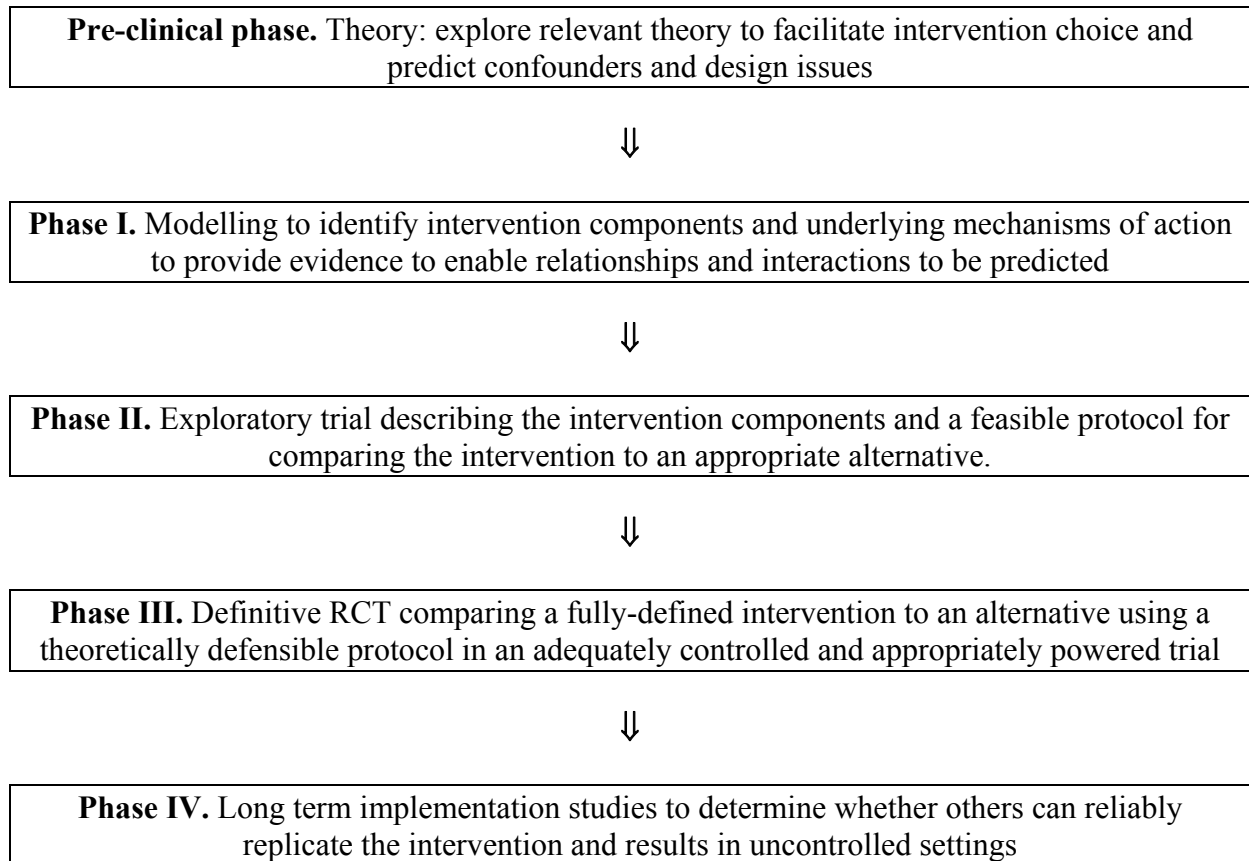 Pre-clinical phase. Theory: explore relevant theory to facilitate intervention choice and
predict confounders and design issues
⇓
Phase I. Modelling to identify intervention components and underlying mechanisms of action
to provide evidence to enable relationships and interactions to be predicted
⇓
Phase II. Exploratory trial describing the intervention components and a feasible protocol for
comparing the intervention to an appropriate alternative.
⇓
Phase III. Definitive RCT comparing a fully-defined intervention to an alternative using a
theoretically defensible protocol in an adequately controlled and appropriately powered trial
⇓
Phase IV. Long term implementation studies to determine whether others can reliably
replicate the intervention and results in uncontrolled settings